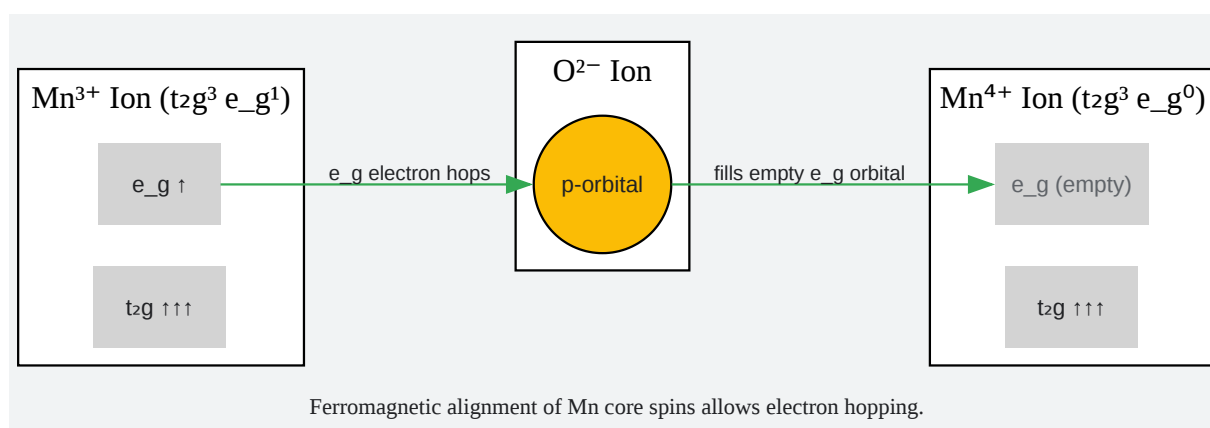 Mn³⁺ Ion (t₂g³ e_g¹)
e_g ↑
t₂g ↑↑↑
e_g electron hops
O²⁻ Ion
p-orbital
fills empty e_g orbital
Mn⁴⁺ Ion (t₂g³ e_g⁰)
e_g (empty)
t₂g ↑↑↑
Ferromagnetic alignment of Mn core spins allows electron hopping.